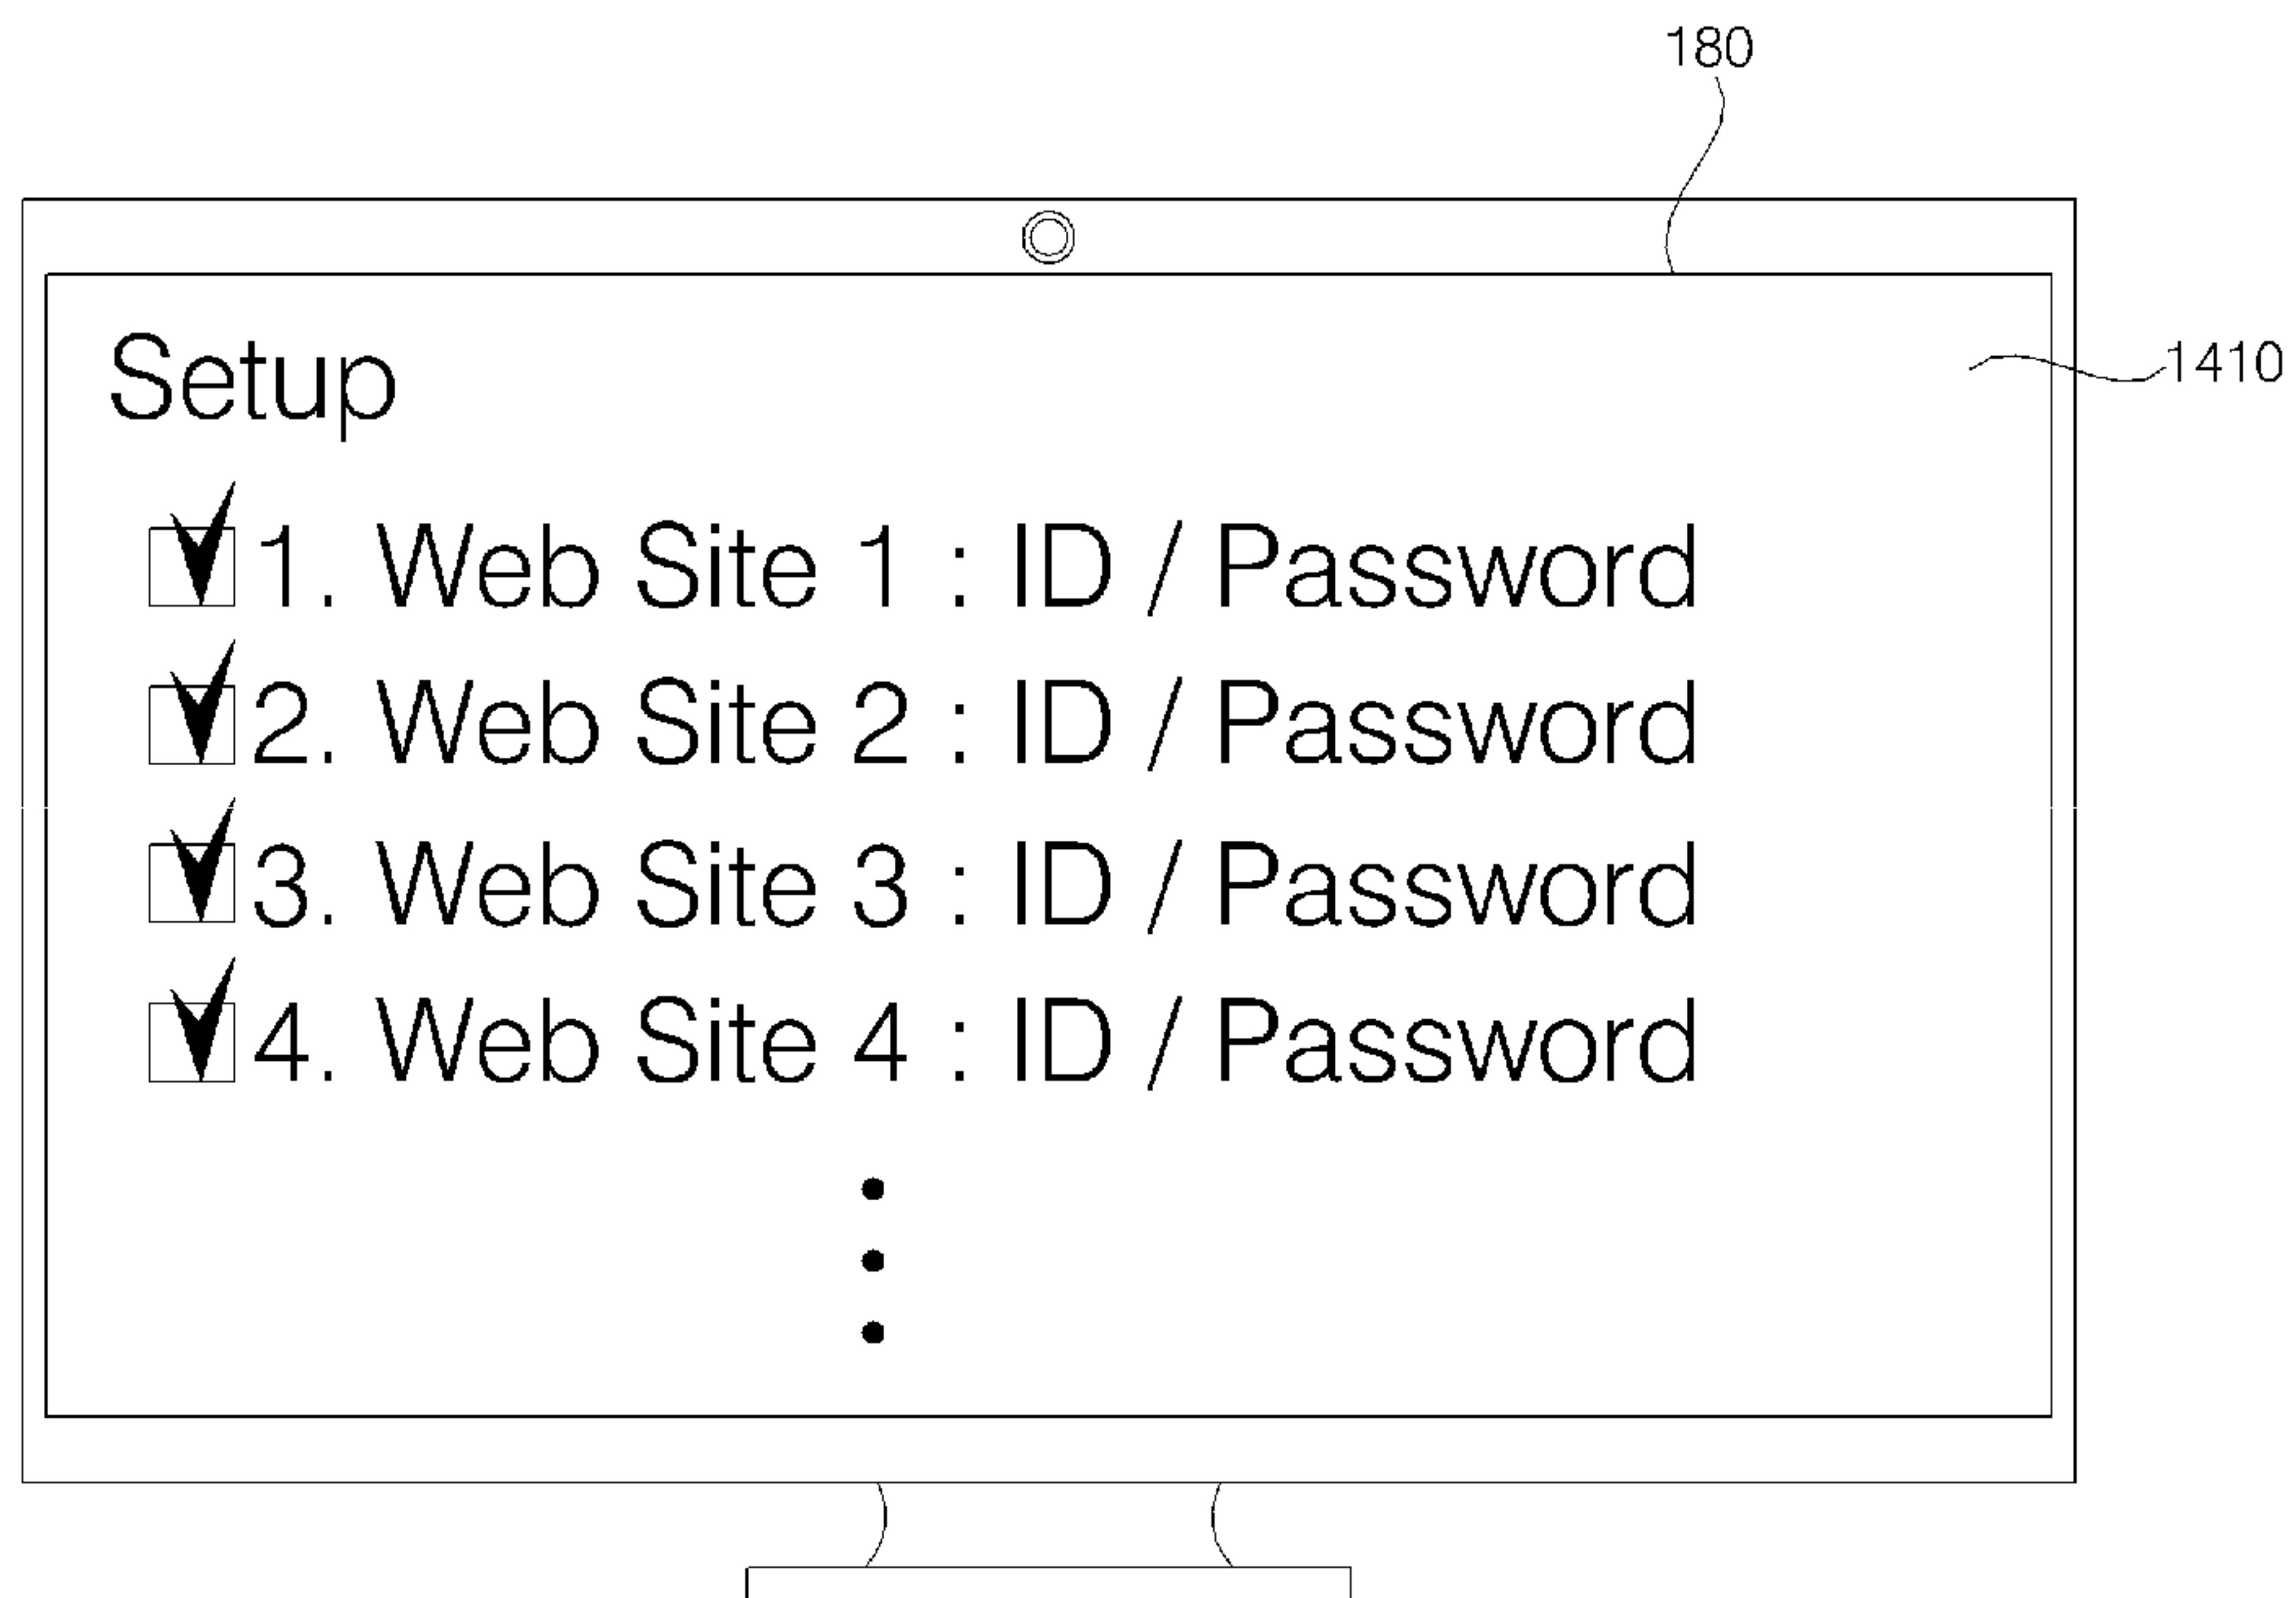 180
1410
Setup
1. Web Site 1 : ID / Password
2. Web Site 2 : ID / Password
3. Web Site 3 : ID / Password
4. Web Site 4 : ID / Password